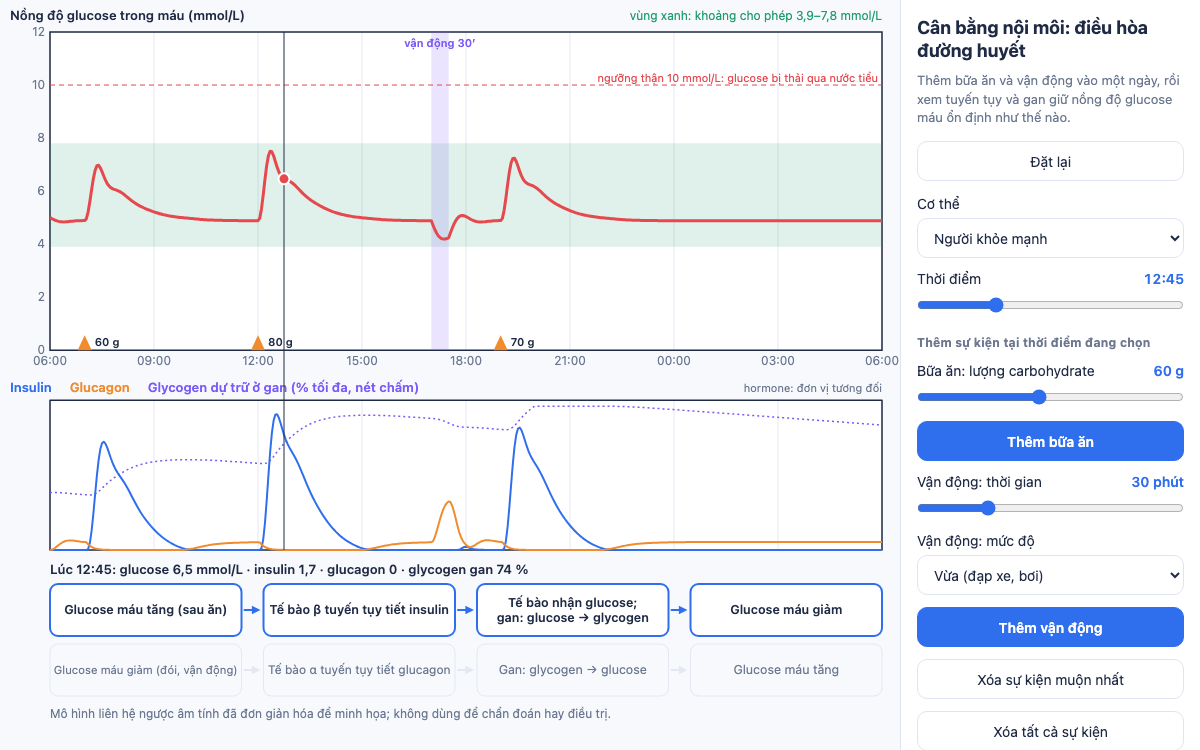 Nồng độ glucose trong máu (mmol/L)
vùng xanh: khoảng cho phép 3,9–7,8 mmol/L
vận động 30′
ngưỡng thận 10 mmol/L: glucose bị thải qua nước tiểu
12
10
8
6
4
2
0
60 g
80 g
70 g
06:00
09:00
12:00
15:00
18:00
21:00
00:00
03:00
06:00
Insulin
Glucagon
Glycogen dự trữ ở gan (% tối đa, nét chấm)
hormone: đơn vị tương đối
Lúc 12:45: glucose 6,5 mmol/L · insulin 1,7 · glucagon 0 · glycogen gan 74 %
Glucose máu tăng (sau ăn)
Tế bào β tuyến tụy tiết insulin
Tế bào nhận glucose;
gan: glucose → glycogen
Glucose máu giảm
Glucose máu giảm (đói, vận động)
Tế bào α tuyến tụy tiết glucagon
Gan: glycogen → glucose
Glucose máu tăng
Mô hình liên hệ ngược âm tính đã đơn giản hóa để minh họa; không dùng để chẩn đoán hay điều trị.
Cân bằng nội môi: điều hòa
đường huyết
Thêm bữa ăn và vận động vào một ngày, rồi
xem tuyến tụy và gan giữ nồng độ glucose
máu ổn định như thế nào.
Đặt lại
Cơ thể
Người khỏe mạnh
Thời điểm
12:45
Thêm sự kiện tại thời điểm đang chọn
Bữa ăn: lượng carbohydrate
60 g
Thêm bữa ăn
Vận động: thời gian
30 phút
Vận động: mức độ
Vừa (đạp xe, bơi)
Thêm vận động
Xóa sự kiện muộn nhất
Xóa tất cả sự kiện